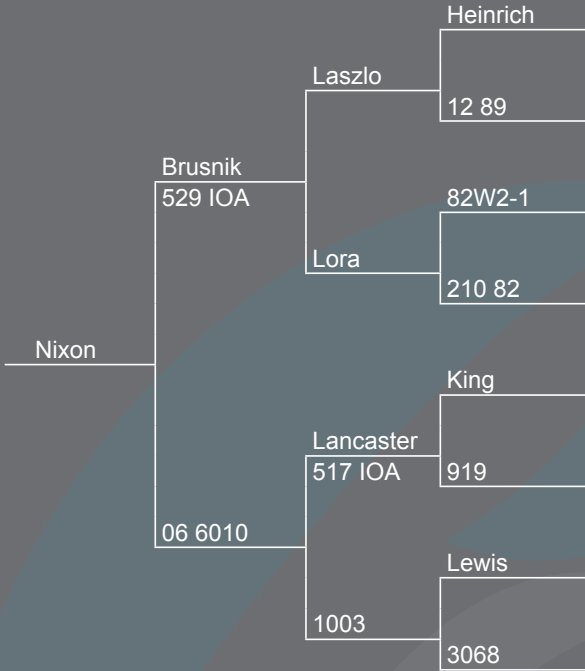 Heinrich
Laszlo
12 89
Brusnik
529 IOA
82W2-1
Lora
210 82
Nixon
King
Lancaster
517 IOA
919
06 6010
Lewis
1003
3068